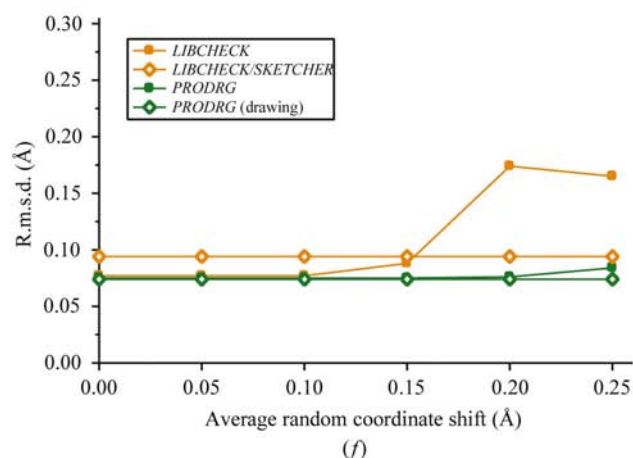 0.30
0.25
0.20
0.15
0.10
0.05
0.00
R.m.s.d. (Å)
LIBCHECK
LIBCHECK/SKETCHER
PRODRG
PRODRG (drawing)
0.00 0.05 0.10 0.15 0.20 0.25
Average random coordinate shift (Å)
(f)